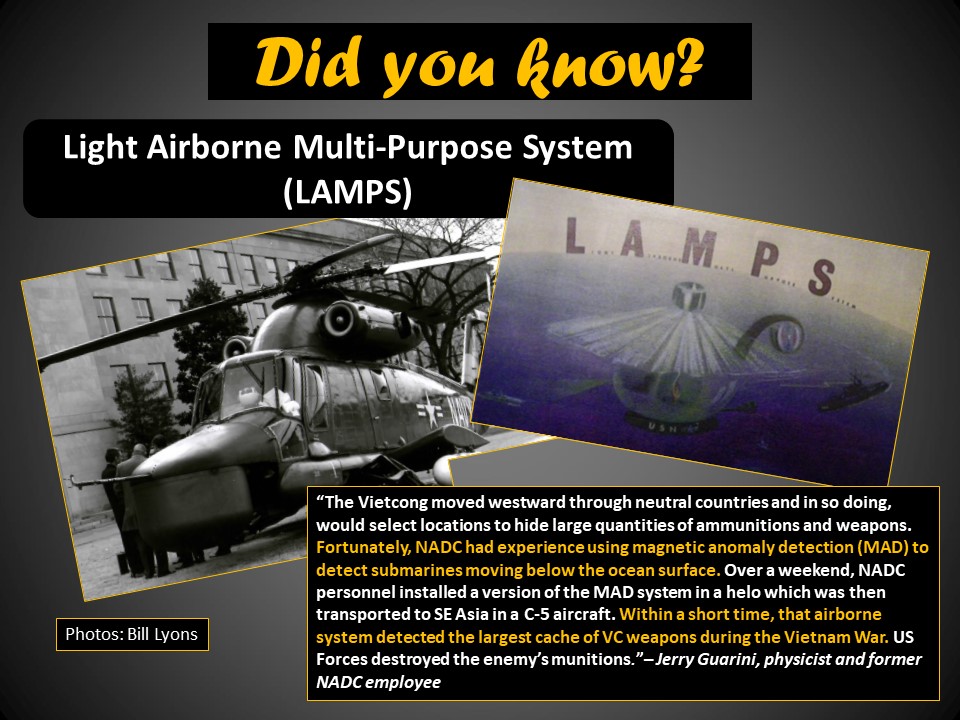 Did you know?
Light Airborne Multi-Purpose System
(LAMPS)
L A M P S
USN
“The Vietcong moved westward through neutral countries and in so doing,
would select locations to hide large quantities of ammunitions and weapons.
Fortunately, NADC had experience using magnetic anomaly detection (MAD) to
detect submarines moving below the ocean surface. Over a weekend, NADC
personnel installed a version of the MAD system in a helo which was then
transported to SE Asia in a C-5 aircraft. Within a short time, that airborne
system detected the largest cache of VC weapons during the Vietnam War. US
Forces destroyed the enemy’s munitions.”– Jerry Guarini, physicist and former
NADC employee
Photos: Bill Lyons